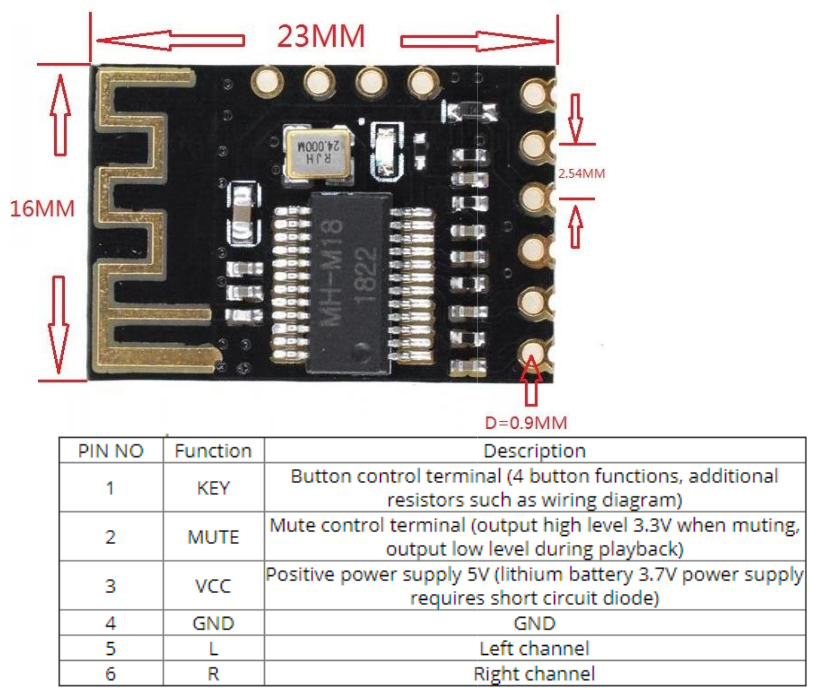 23MM
16MM
RJH
24.000M
MH-M18
1822
2.54MM
D=0.9MM
PIN NO Function Description
1 KEY Button control terminal (4 button functions, additional
resistors such as wiring diagram)
2 MUTE Mute control terminal (output high level 3.3V when muting,
output low level during playback)
3 VCC Positive power supply 5V (lithium battery 3.7V power supply
requires short circuit diode)
4 GND GND
5 L Left channel
6 R Right channel